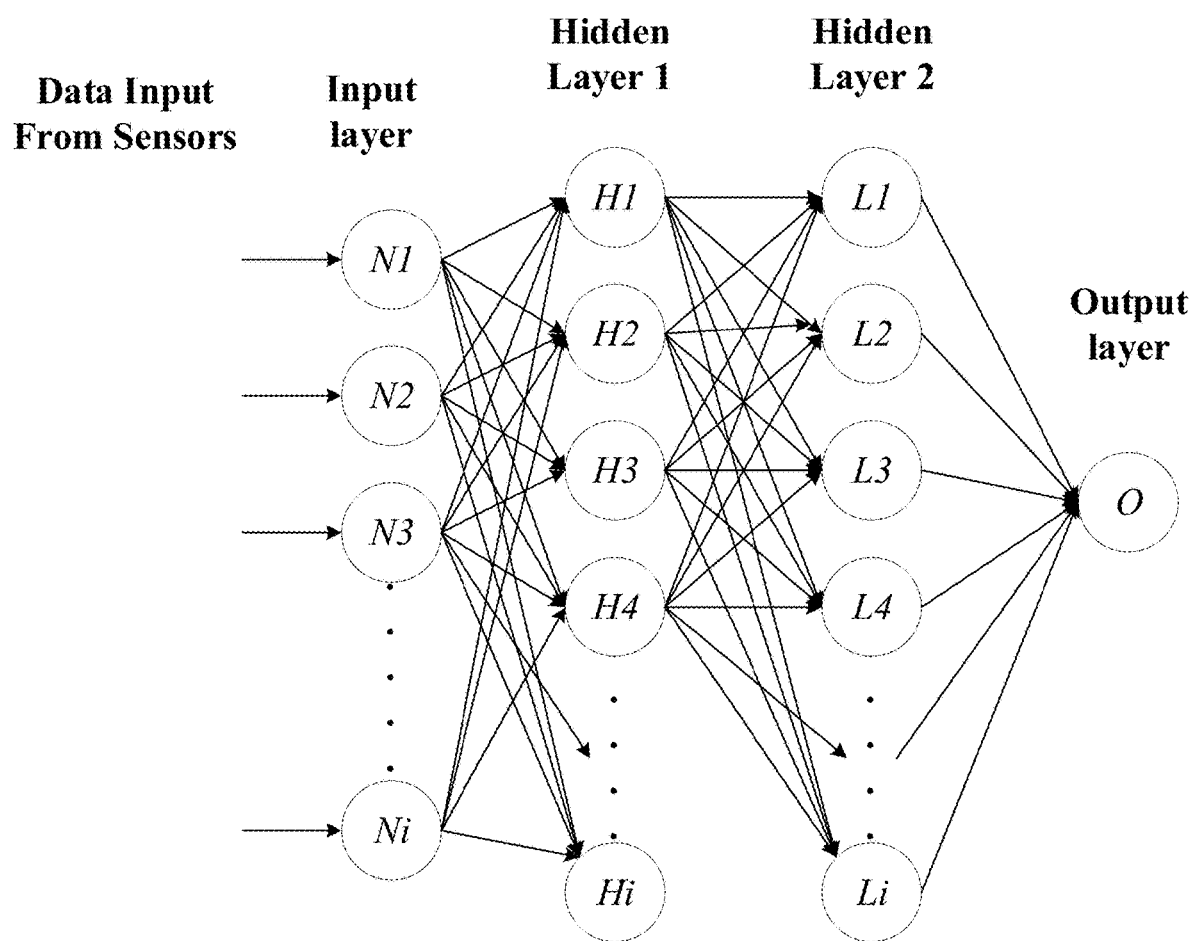 Data Input
From Sensors
Input
layer
Hidden
Layer 1
Hidden
Layer 2
Output
layer
N1
N2
N3
Ni
H1
H2
H3
H4
Hi
L1
L2
L3
L4
Li
O